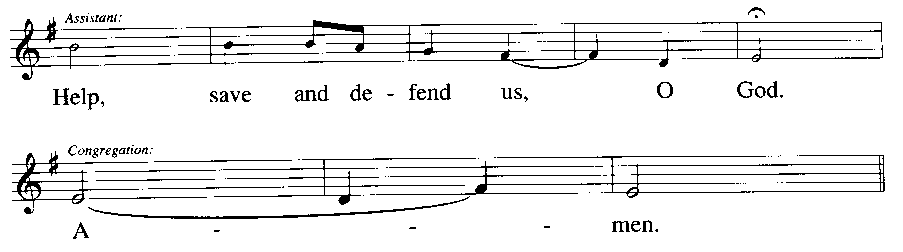 Assistant:
Help, save and de - fend us, O God.
Congregation:
A - - - men.